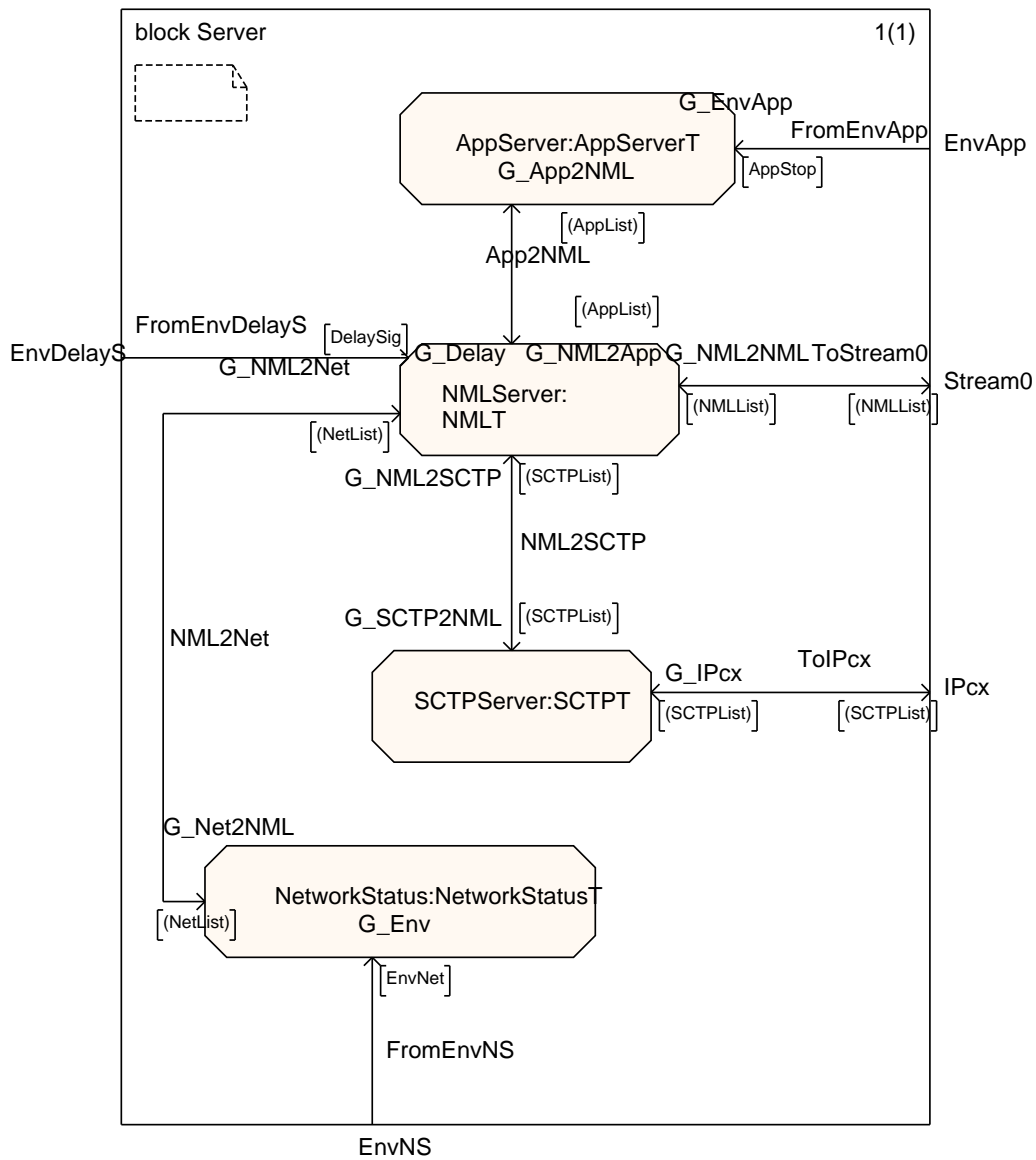 block Server
1(1)
G_EnvApp
AppServer:AppServerT
G_App2NML
FromEnvApp
EnvApp
[AppStop]
[(AppList)]
App2NML
[(AppList)]
FromEnvDelayS
[DelaySig]
EnvDelayS
G_NML2Net
G_Delay
G_NML2App
G_NML2NML
ToStream0
Stream0
NMLServer:
NMLT
[(NMLList)]
[(NMLList)]
[(NetList)]
G_NML2SCTP
[(SCTPList)]
NML2SCTP
G_SCTP2NML
[(SCTPList)]
NML2Net
SCTPServer:SCTPT
G_IPcx
ToIPcx
IPcx
[(SCTPList)]
[(SCTPList)]
G_Net2NML
NetworkStatus:NetworkStatusT
G_Env
[(NetList)]
[EnvNet]
FromEnvNS
EnvNS